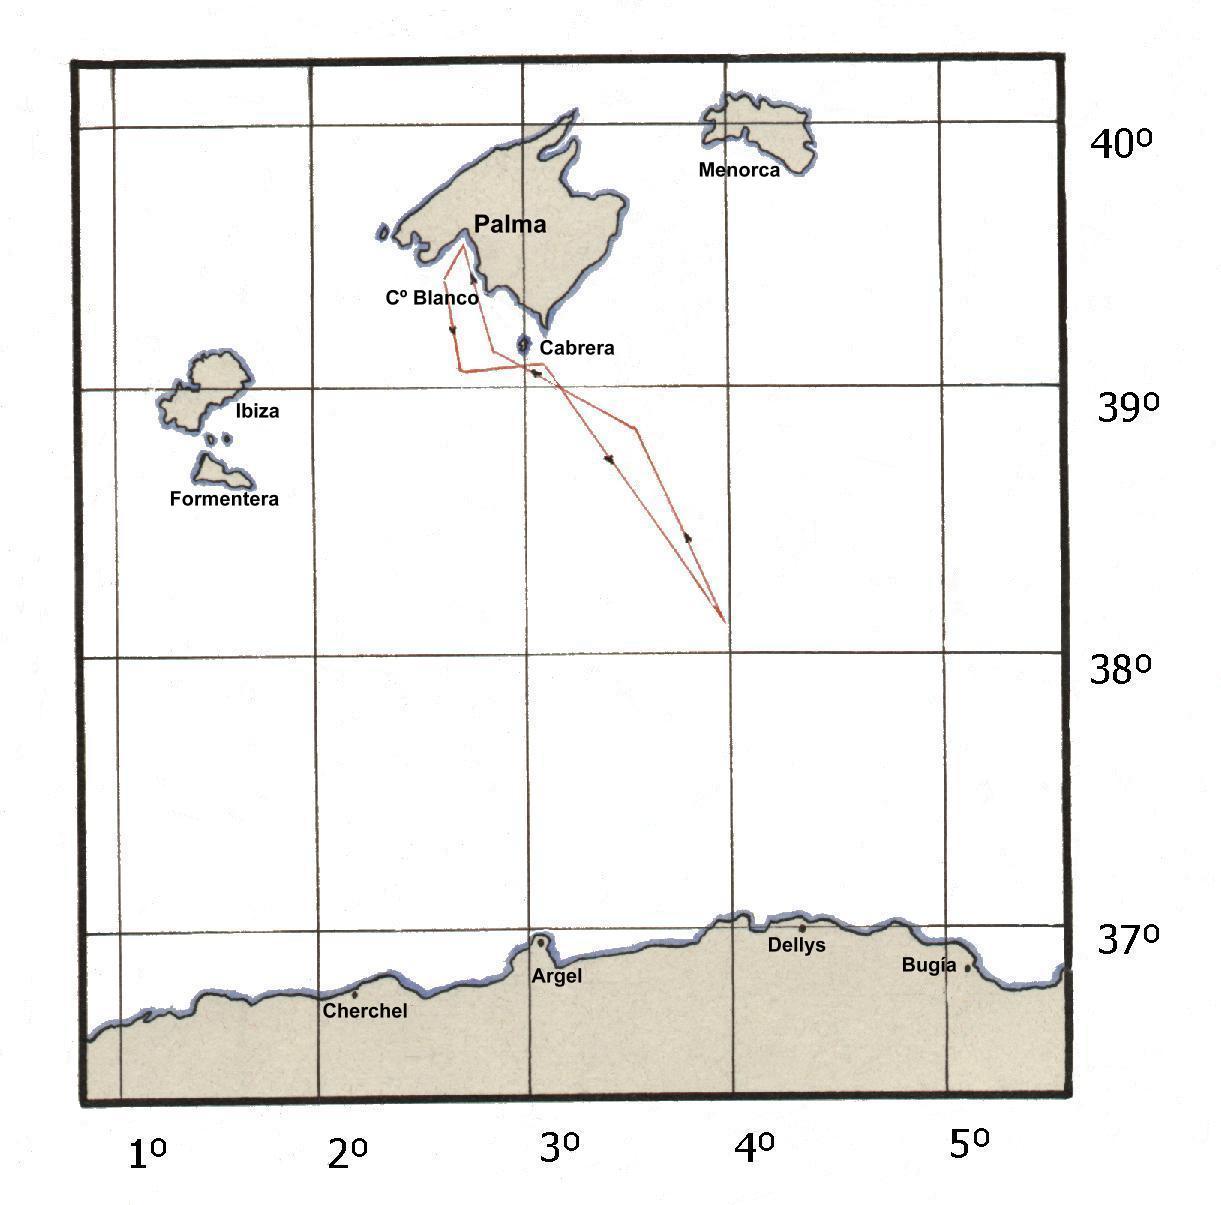 40º
Menorca
Palma
Cº Blanco
Cabrera
39º
Ibiza
Formentera
38º
37º
Dellys
Bugía
Argel
Cherchel
1º
2º
3º
4º
5º